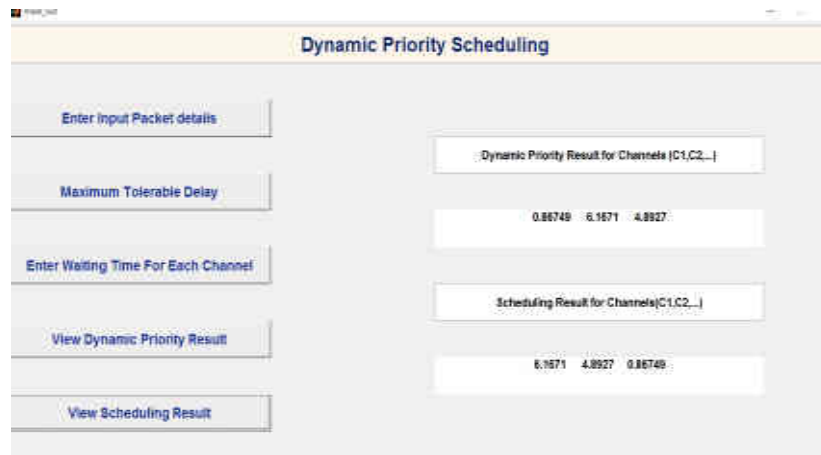 Dynamic Priority Scheduling
Enter Input Packet details
Maximum Tolerable Delay
Enter Waiting Time For Each Channel
View Dynamic Priority Result
View Scheduling Result
Dynamic Priority Result for Channels (C1,C2,...)
0.86749 6.1671 4.8927
Scheduling Result for Channels(C1,C2,...)
6.1671 4.8927 0.86749